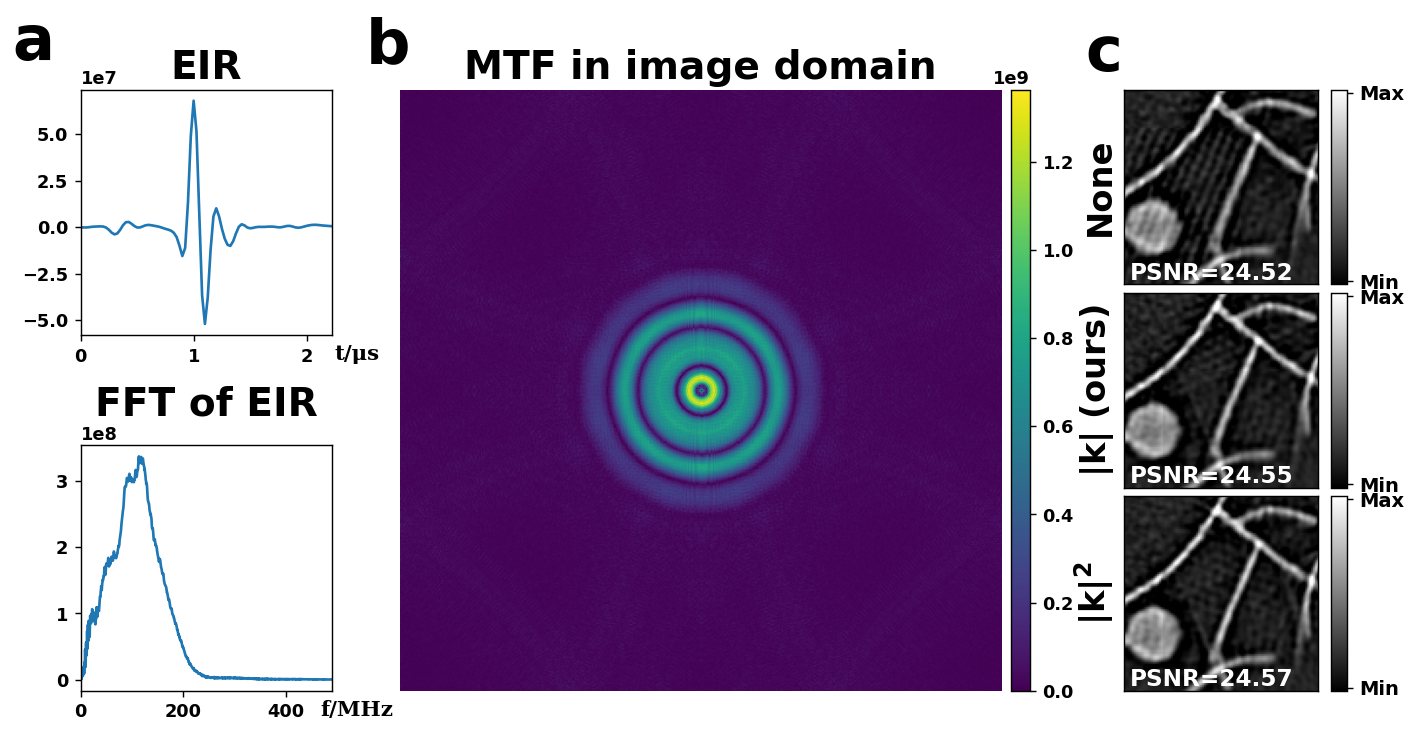 a
EIR
1e7
5.0
2.5
0.0
−2.5
−5.0
0 1 2 t/μs
FFT of EIR
1e8
3
2
1
0
0 200 400 f/MHz
b
MTF in image domain
1e9
1.2
1.0
0.8
0.6
0.4
0.2
0.0
c
None
PSNR=24.52
Max
Min
|k| (ours)
PSNR=24.55
Max
Min
|k|²
PSNR=24.57
Max
Min